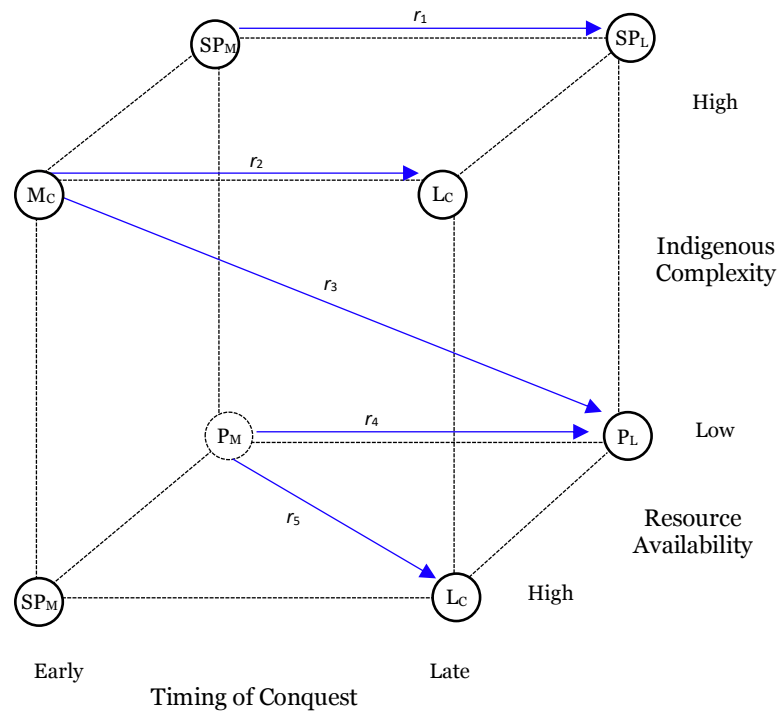 r1
SPM
SPL
High
r2
MC
LC
Indigenous
Complexity
r3
r4
PM
PL
Low
r5
Resource
Availability
SPM
LC
High
Early
Late
Timing of Conquest